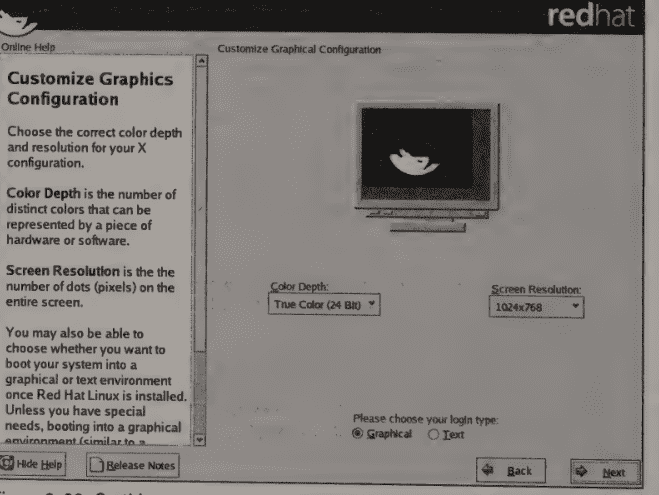 redhat
Online Help
Customize Graphical Configuration
Customize Graphics
Configuration
Choose the correct color depth
and resolution for your X
configuration.
Color Depth is the number of
distinct colors that can be
represented by a piece of
hardware or software.
Screen Resolution is the the
number of dots (pixels) on the
entire screen.
You may also be able to
choose whether you want to
boot your system into a
graphical or text environment
once Red Hat Linux is installed.
Unless you have special
needs, booting into a graphical
environment (similar to a
Color Depth:
True Color (24 Bit)
Screen Resolution:
1024x768
Please choose your login type:
Graphical
Text
Hide Help
Release Notes
Back
Next